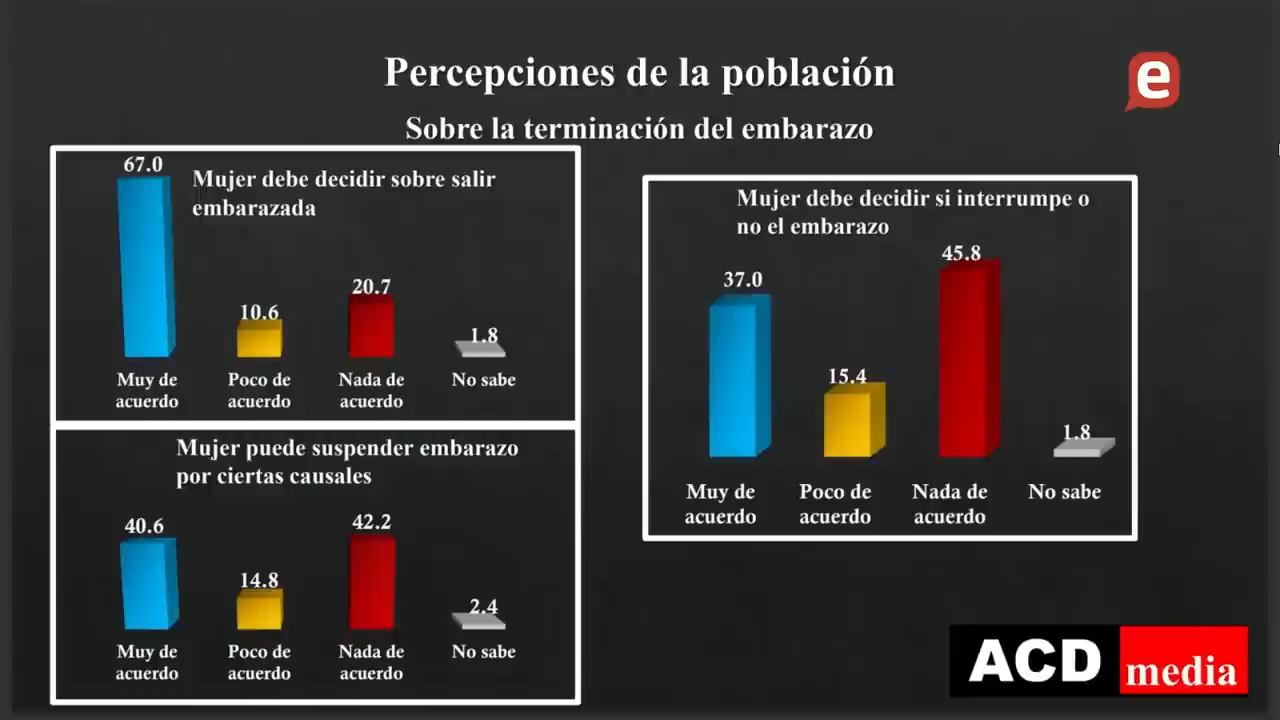 Percepciones de la población
e
Sobre la terminación del embarazo
67.0
Mujer debe decidir sobre salir
embarazada
20.7
10.6
1.8
Muy de
acuerdo
Poco de
acuerdo
Nada de
acuerdo
No sabe
Mujer puede suspender embarazo
por ciertas causales
40.6
42.2
14.8
2.4
Muy de
acuerdo
Poco de
acuerdo
Nada de
acuerdo
No sabe
Mujer debe decidir si interrumpe o
no el embarazo
45.8
37.0
15.4
1.8
Muy de
acuerdo
Poco de
acuerdo
Nada de
acuerdo
No sabe
ACD media